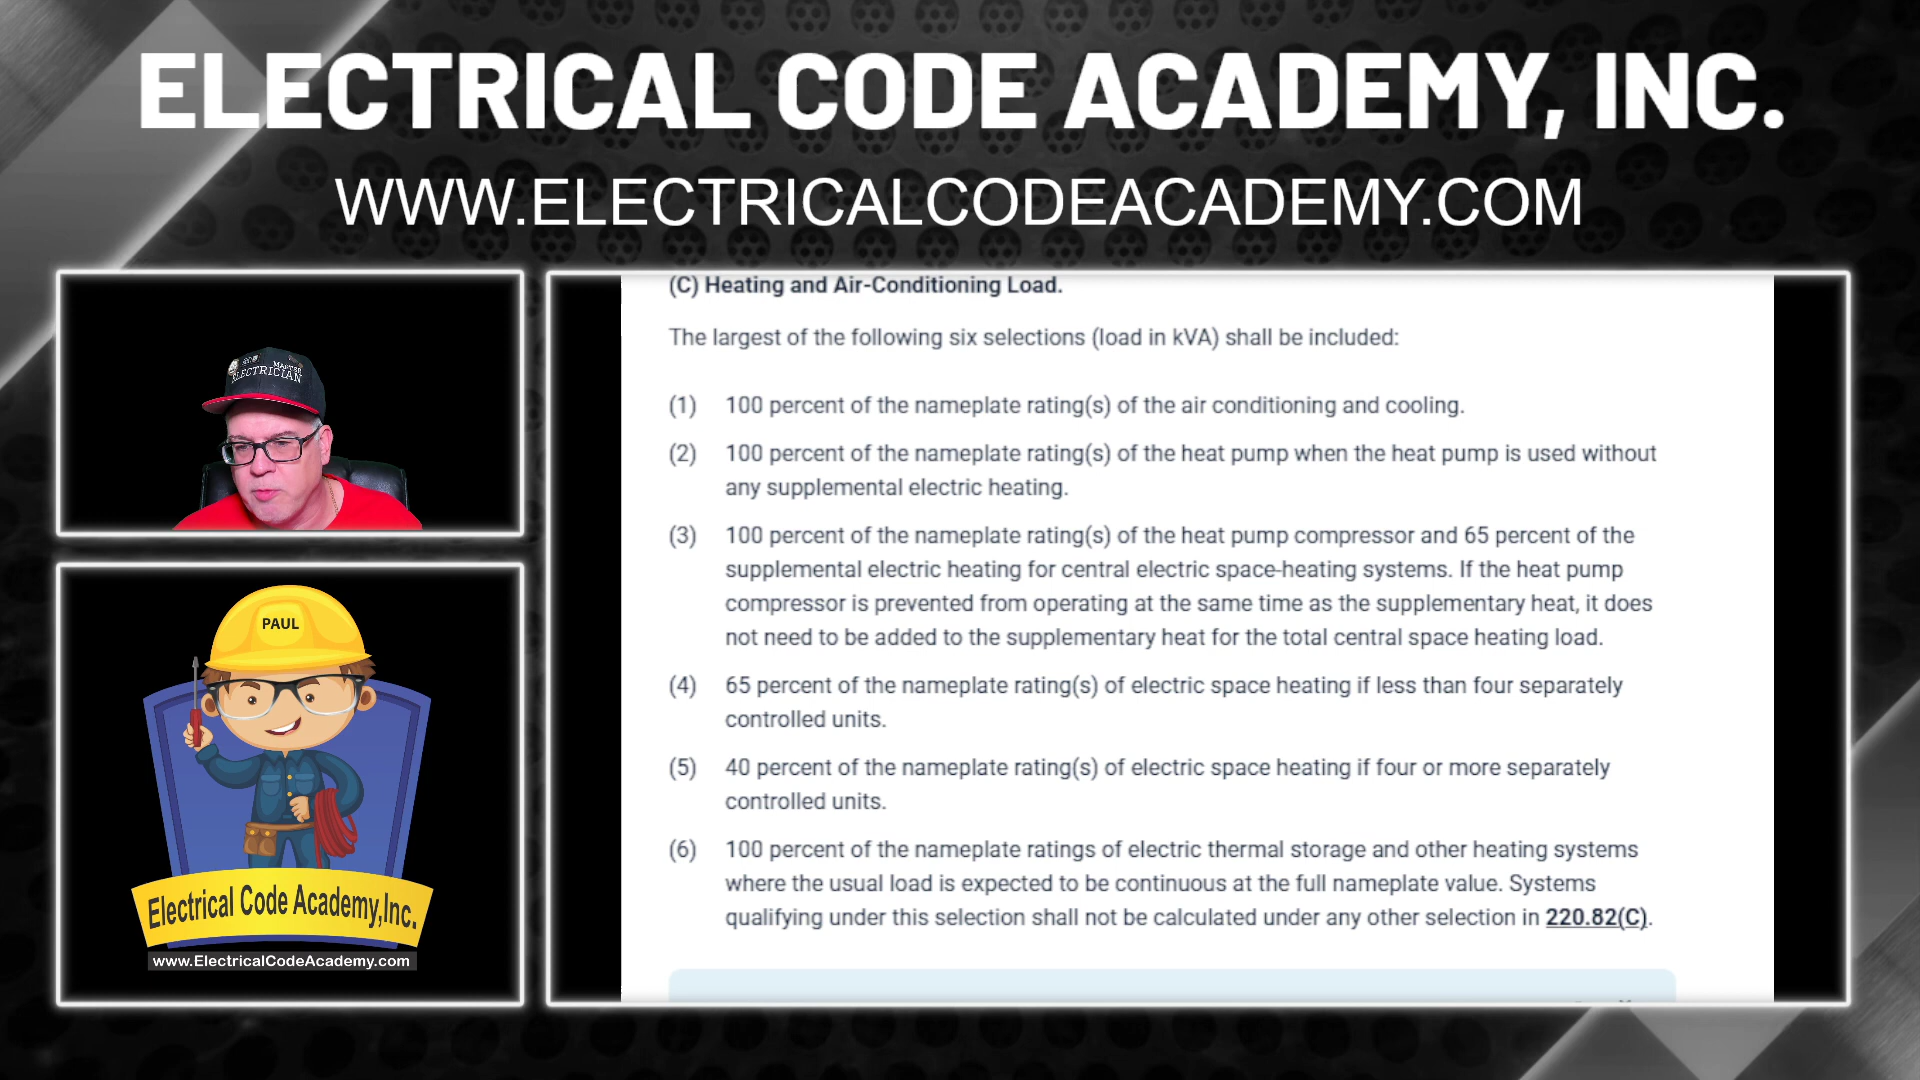 ELECTRICAL CODE ACADEMY, INC.
WWW.ELECTRICALCODEACADEMY.COM
MASTER
ELECTRICIAN
PAUL
Electrical Code Academy,Inc.
www.ElectricalCodeAcademy.com
(C) Heating and Air-Conditioning Load.
The largest of the following six selections (load in kVA) shall be included:
(1) 100 percent of the nameplate rating(s) of the air conditioning and cooling.
(2) 100 percent of the nameplate rating(s) of the heat pump when the heat pump is used without
any supplemental electric heating.
(3) 100 percent of the nameplate rating(s) of the heat pump compressor and 65 percent of the
supplemental electric heating for central electric space-heating systems. If the heat pump
compressor is prevented from operating at the same time as the supplementary heat, it does
not need to be added to the supplementary heat for the total central space heating load.
(4) 65 percent of the nameplate rating(s) of electric space heating if less than four separately
controlled units.
(5) 40 percent of the nameplate rating(s) of electric space heating if four or more separately
controlled units.
(6) 100 percent of the nameplate ratings of electric thermal storage and other heating systems
where the usual load is expected to be continuous at the full nameplate value. Systems
qualifying under this selection shall not be calculated under any other selection in 220.82(C).